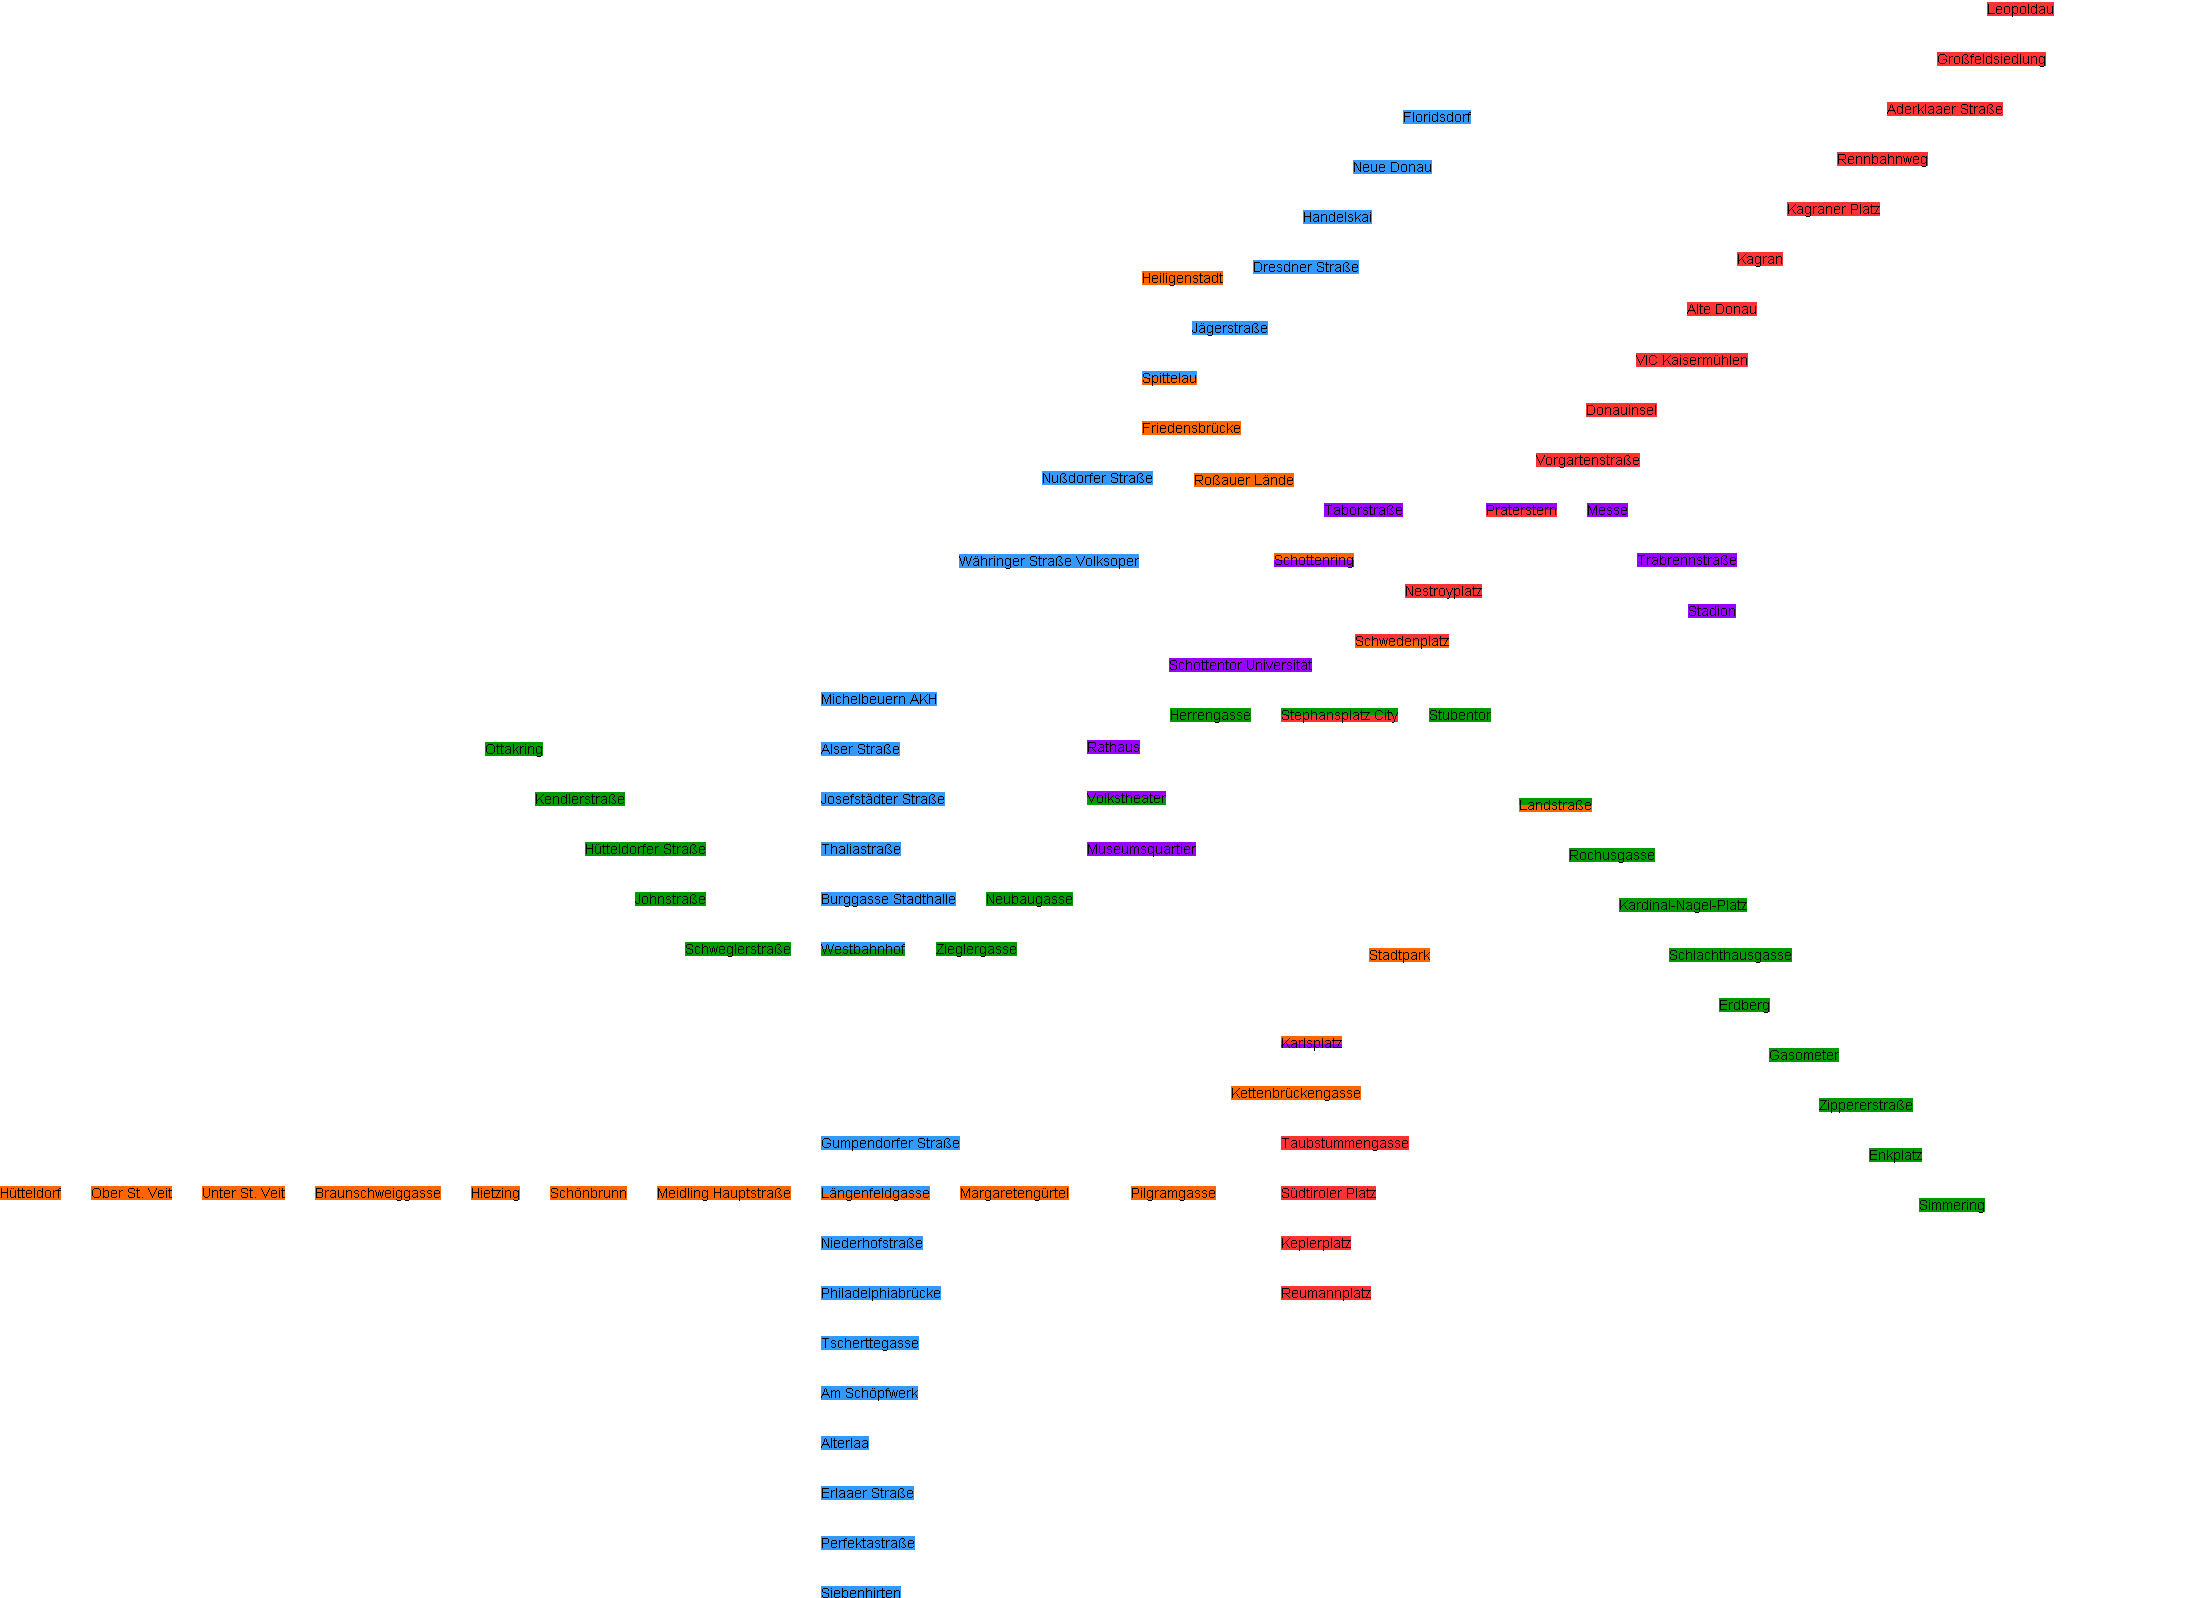 Leopoldau
Großfeldsiedlung
Aderklaaer Straße
Floridsdorf
Rennbahnweg
Neue Donau
Kagraner Platz
Handelskai
Kagran
Dresdner Straße
Heiligenstadt
Alte Donau
Jägerstraße
VIC Kaisermühlen
Spittelau
Donauinsel
Friedensbrücke
Vorgartenstraße
Nußdorfer Straße
Roßauer Lände
Taborstraße
Praterstern
Messe
Währinger Straße Volksoper
Schottenring
Trabrennstraße
Nestroyplatz
Stadion
Schwedenplatz
Schottentor Universität
Michelbeuern AKH
Herrengasse
Stephansplatz City
Stubentor
Ottakring
Alser Straße
Rathaus
Kendlerstraße
Josefstädter Straße
Volkstheater
Landstraße
Hütteldorfer Straße
Thaliastraße
Museumsquartier
Rochusgasse
Johnstraße
Burggasse Stadthalle
Neubaugasse
Kardinal-Nagel-Platz
Schweglerstraße
Westbahnhof
Zieglergasse
Stadtpark
Schlachthausgasse
Erdberg
Karlsplatz
Gasometer
Kettenbrückengasse
Zippererstraße
Gumpendorfer Straße
Taubstummengasse
Enkplatz
Hütteldorf
Ober St. Veit
Unter St. Veit
Braunschweiggasse
Hietzing
Schönbrunn
Meidling Hauptstraße
Längenfeldgasse
Margaretengürtel
Pilgramgasse
Südtiroler Platz
Simmering
Niederhofstraße
Keplerplatz
Philadelphiabrücke
Reumannplatz
Tscherttegasse
Am Schöpfwerk
Alterlaa
Erlaaer Straße
Perfektastraße
Siebenhirten